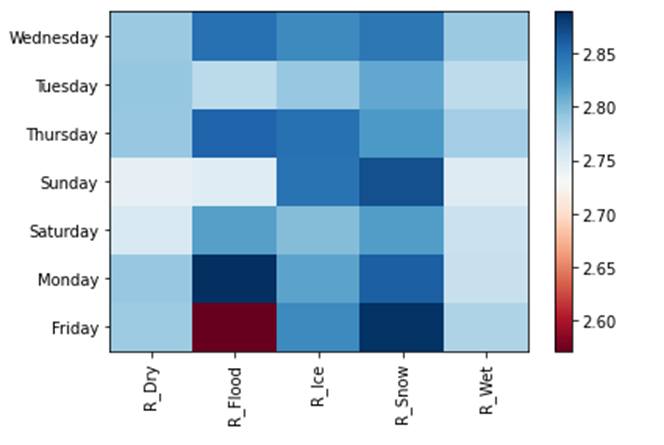 Wednesday
Tuesday
Thursday
Sunday
Saturday
Monday
Friday
R_Dry
R_Flood
R_Ice
R_Snow
R_Wet
2.85
2.80
2.75
2.70
2.65
2.60